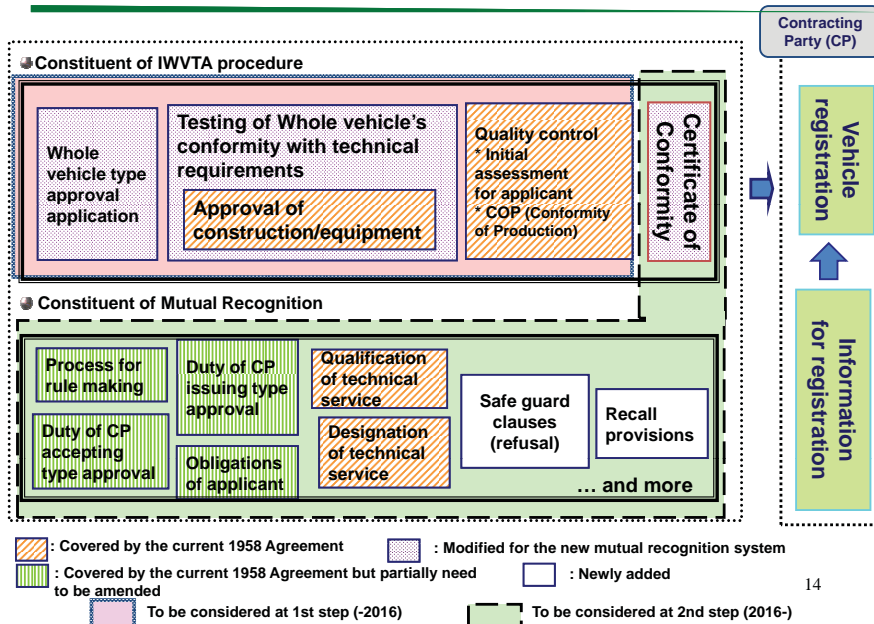 Contracting
Party (CP)
Constituent of IWVTA procedure
Whole
vehicle type
approval
application
Testing of Whole vehicle's
conformity with technical
requirements
Approval of
construction/equipment
Quality control
* Initial
assessment
for applicant
* COP (Conformity
of Production)
Certificate of
Conformity
Vehicle
registration
Constituent of Mutual Recognition
Process for
rule making
Duty of CP
issuing type
approval
Qualification
of technical
service
Safe guard
clauses
(refusal)
Recall
provisions
Duty of CP
accepting
type approval
Obligations
of applicant
Designation
of technical
service
… and more
Information
for registration
: Covered by the current 1958 Agreement
: Modified for the new mutual recognition system
: Covered by the current 1958 Agreement but partially need
to be amended
: Newly added
14
To be considered at 1st step (-2016)
To be considered at 2nd step (2016-)